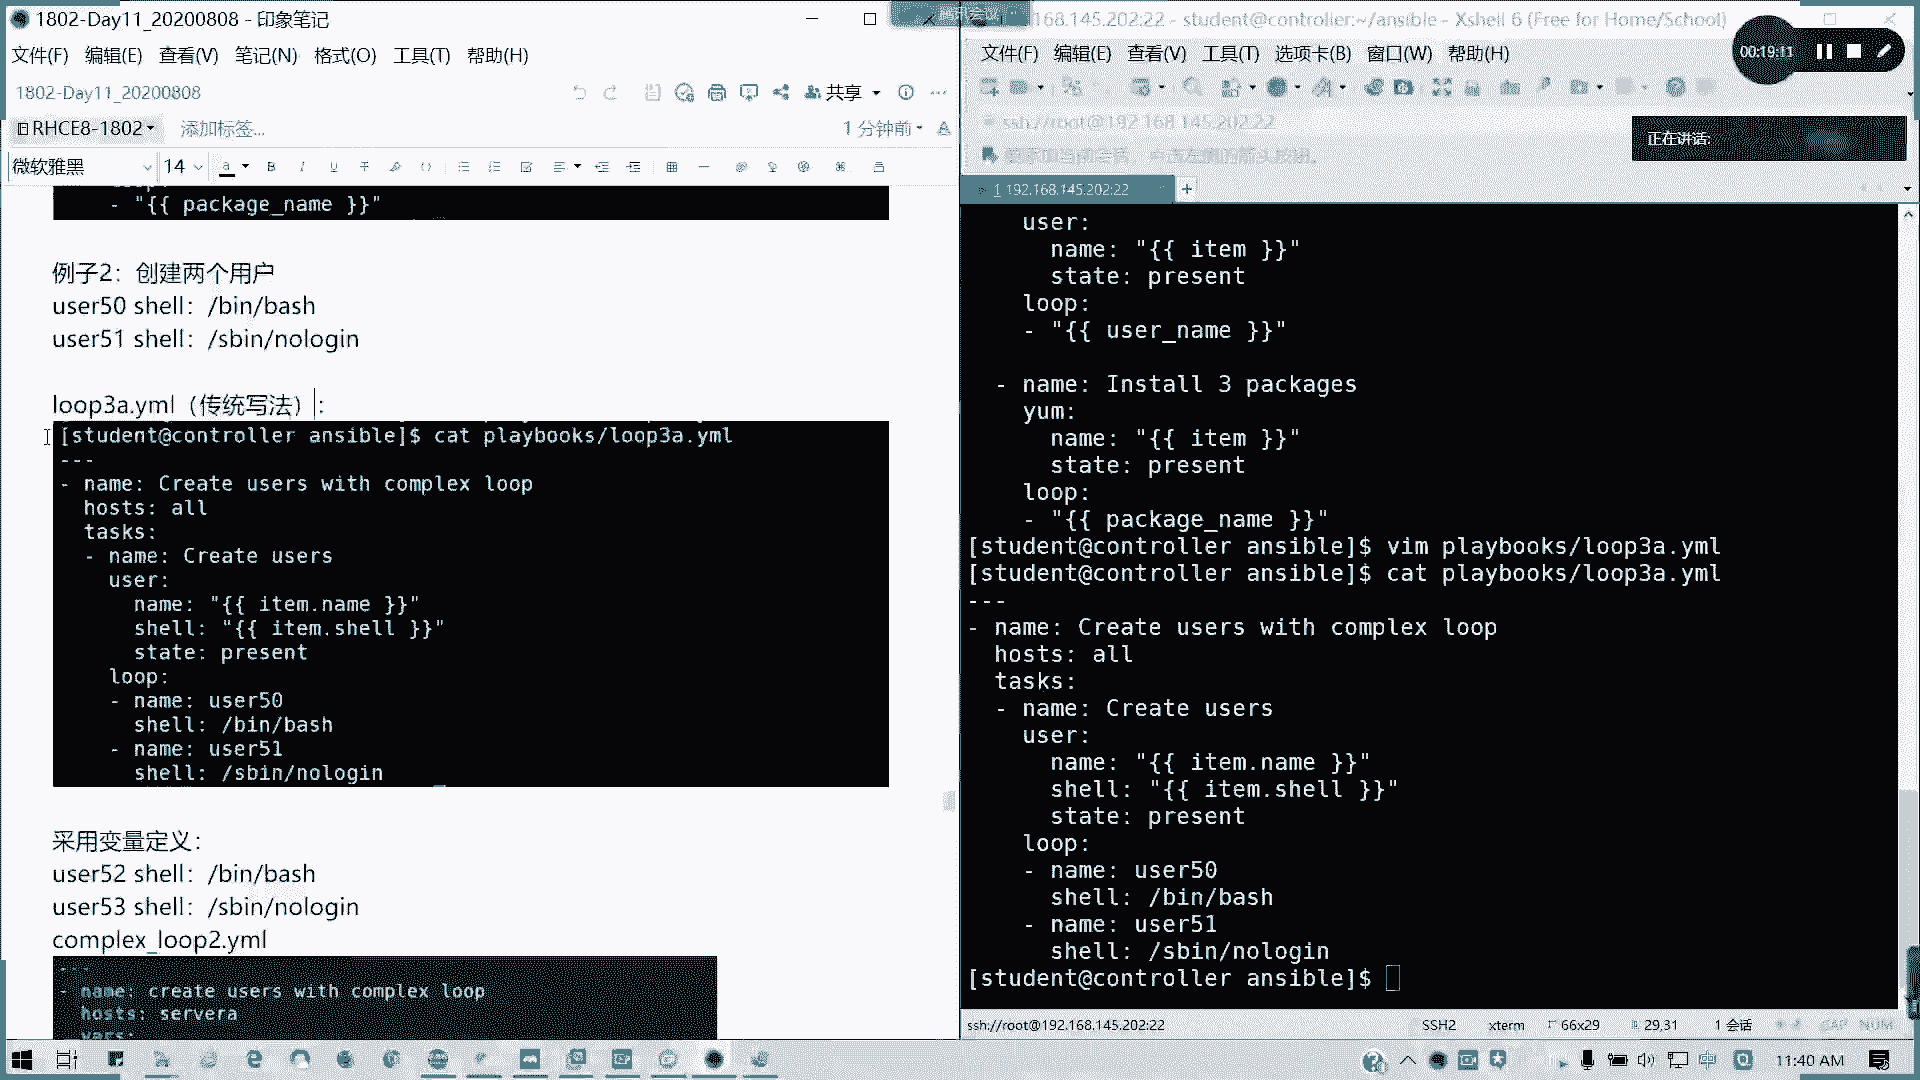 1802-Day11_20200808 - 印象笔记
文件(F) 编辑(E) 查看(V) 笔记(N) 格式(O) 工具(T) 帮助(H)
1802-Day11_20200808
共享
RHCE8-1802
添加标签...
1 分钟前
微软雅黑
14
- "{{ package_name }}"
例子2：创建两个用户
user50 shell：/bin/bash
user51 shell：/sbin/nologin
loop3a.yml（传统写法）：
[student@controller ansible]$ cat playbooks/loop3a.yml
---
- name: Create users with complex loop
hosts: all
tasks:
- name: Create users
user:
name: "{{ item.name }}"
shell: "{{ item.shell }}"
state: present
loop:
- name: user50
shell: /bin/bash
- name: user51
shell: /sbin/nologin
采用变量定义：
user52 shell：/bin/bash
user53 shell：/sbin/nologin
complex_loop2.yml
---
- name: create users with complex loop
hosts: servera
vars:
168.145.202:22 - student@controller:~/ansible - Xshell 6 (Free for Home/School)
文件(F) 编辑(E) 查看(V) 工具(T) 选项卡(B) 窗口(W) 帮助(H)
00:19:11
ssh://root@192.168.145.202:22
正在讲话:
1 192.168.145.202:22
user:
name: "{{ item }}"
state: present
loop:
- "{{ user_name }}"
- name: Install 3 packages
yum:
name: "{{ item }}"
state: present
loop:
- "{{ package_name }}"
[student@controller ansible]$ vim playbooks/loop3a.yml
[student@controller ansible]$ cat playbooks/loop3a.yml
---
- name: Create users with complex loop
hosts: all
tasks:
- name: Create users
user:
name: "{{ item.name }}"
shell: "{{ item.shell }}"
state: present
loop:
- name: user50
shell: /bin/bash
- name: user51
shell: /sbin/nologin
[student@controller ansible]$
ssh://root@192.168.145.202:22
SSH2
xterm
66x29
29,31
1 会话
CAP NUM
中
11:40 AM